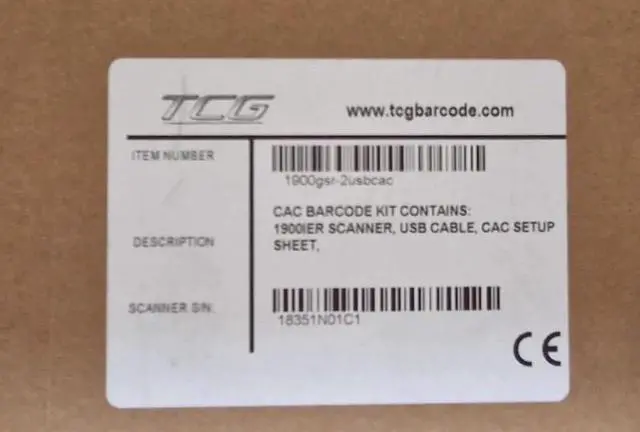 TCG www.tcgbarcode.com
ITEM NUMBER
1900gsr-2usbcac
DESCRIPTION
CAC BARCODE KIT CONTAINS:
1900IER SCANNER, USB CABLE, CAC SETUP
SHEET,
SCANNER S/N:
18351N01C1
CE